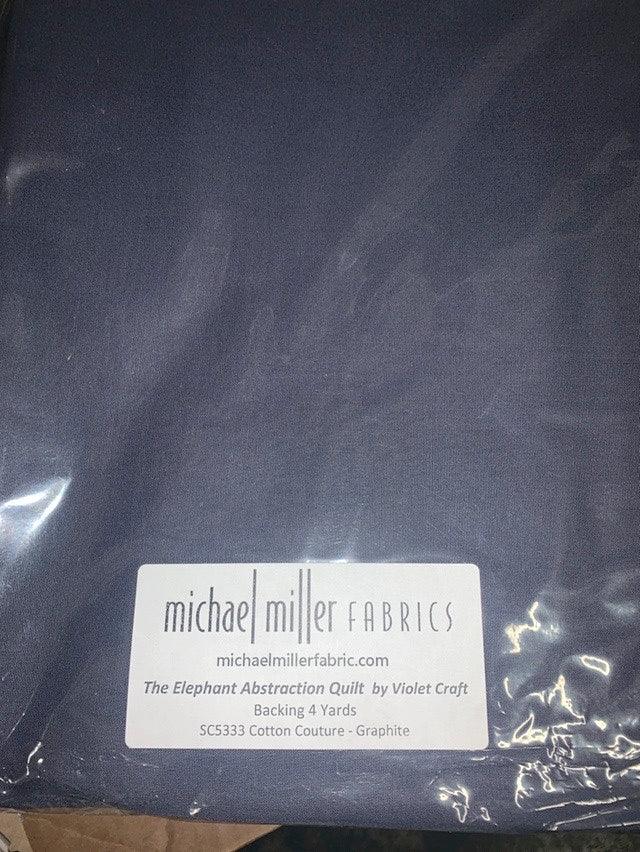 michael miller FABRICS
michaelmillerfabric.com
The Elephant Abstraction Quilt by Violet Craft
Backing 4 Yards
SC5333 Cotton Couture - Graphite